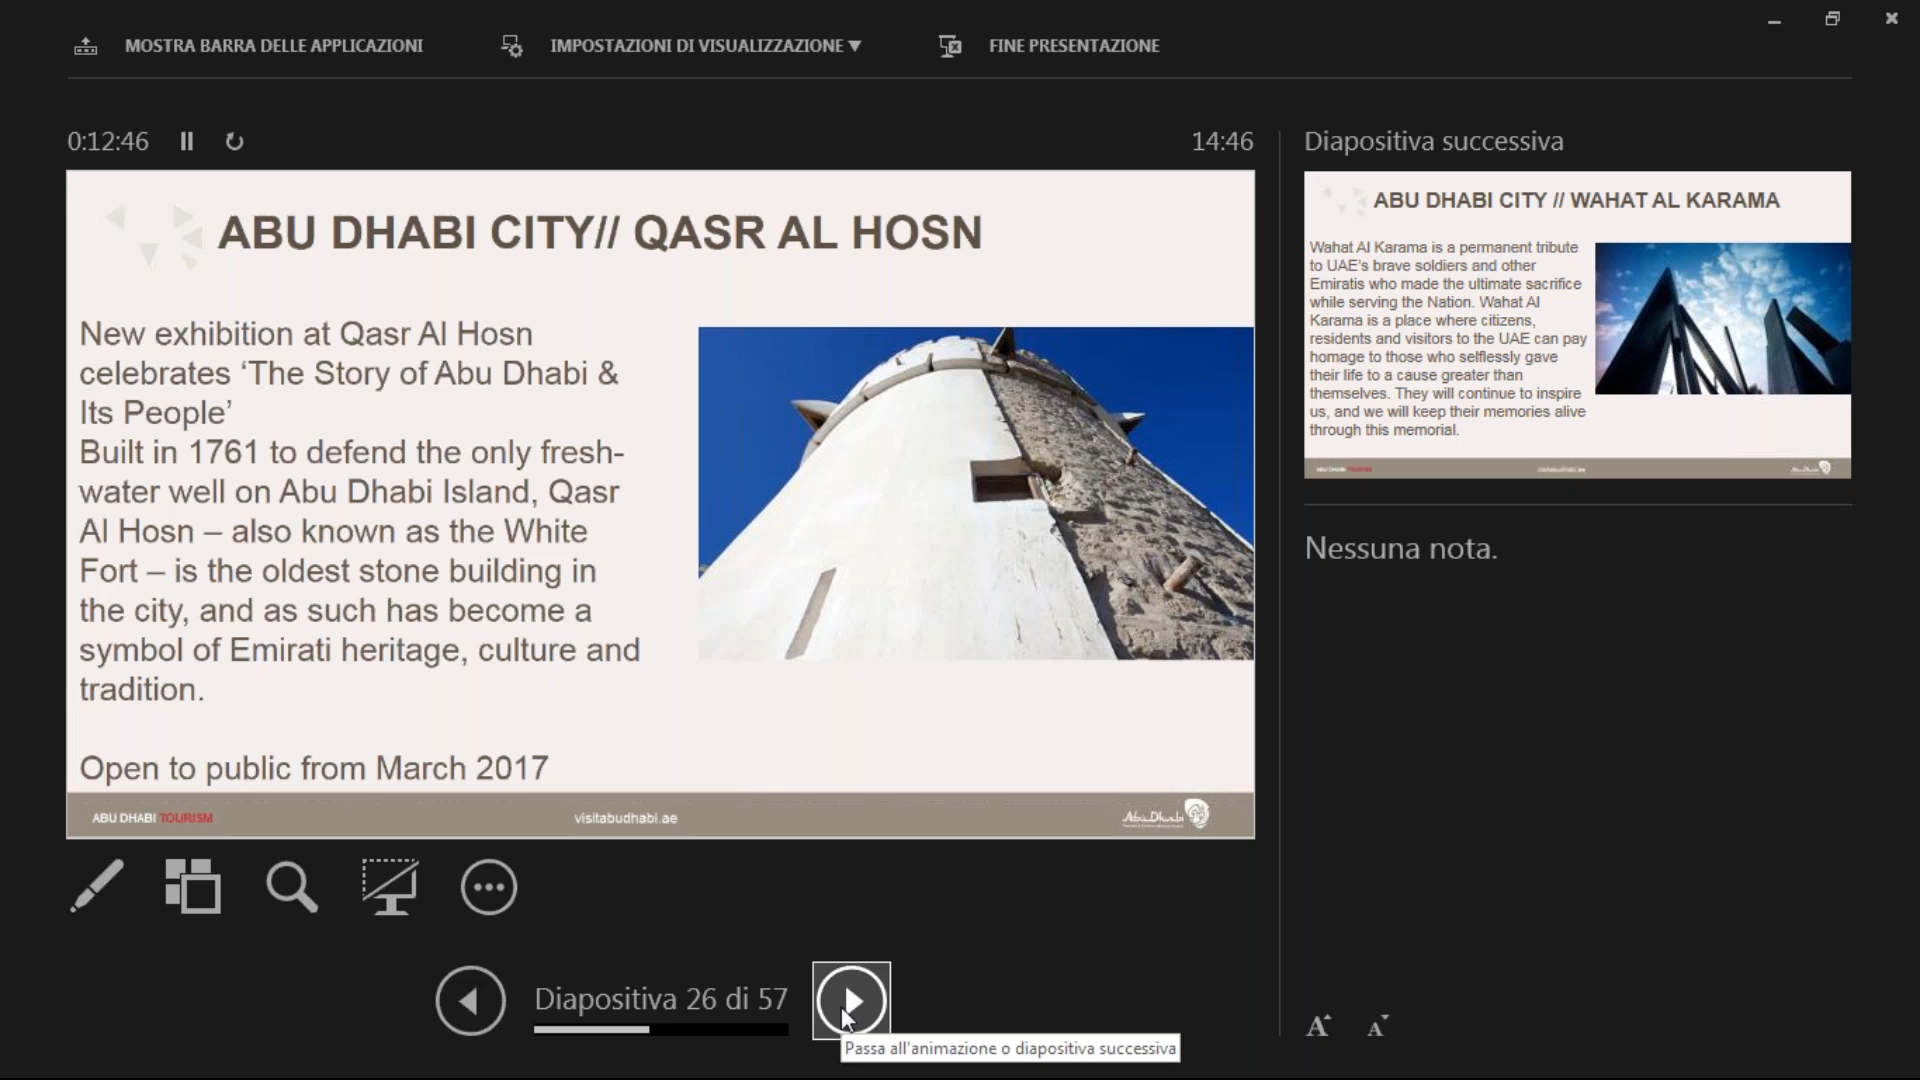 MOSTRA BARRA DELLE APPLICAZIONI
IMPOSTAZIONI DI VISUALIZZAZIONE ▼
FINE PRESENTAZIONE
0:12:46
14:46
ABU DHABI CITY// QASR AL HOSN
New exhibition at Qasr Al Hosn
celebrates ‘The Story of Abu Dhabi &
Its People’
Built in 1761 to defend the only fresh-
water well on Abu Dhabi Island, Qasr
Al Hosn – also known as the White
Fort – is the oldest stone building in
the city, and as such has become a
symbol of Emirati heritage, culture and
tradition.
Open to public from March 2017
ABU DHABI TOURISM
visitabudhabi.ae
Abu Dhabi
Diapositiva 26 di 57
Passa all'animazione o diapositiva successiva
Diapositiva successiva
ABU DHABI CITY // WAHAT AL KARAMA
Wahat Al Karama is a permanent tribute
to UAE's brave soldiers and other
Emiratis who made the ultimate sacrifice
while serving the Nation. Wahat Al
Karama is a place where citizens,
residents and visitors to the UAE can pay
homage to those who selflessly gave
their life to a cause greater than
themselves. They will continue to inspire
us, and we will keep their memories alive
through this memorial.
ABU DHABI TOURISM
visitabudhabi.ae
Abu Dhabi
Nessuna nota.
A A